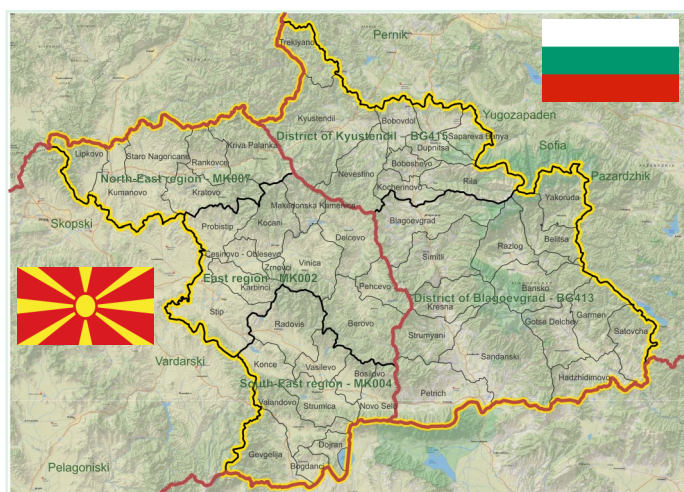 Pernik
Treklyano
Kyustendil
Bobovdol
Yugozapaden
District of Kyustendil - BG415
Sapareva Banya
Dupnitsa
Sofia
Kriva Palanka
Lipkovo
Staro Nagoricane
Rankovce
Boboshevo
Nevestino
Pazardzhik
North-East region - MK007
Kocherinovo
Rila
Kumanovo
Kratovo
Yakoruda
Makedonska Kamenica
Skopski
Probistip
Kocani
Blagoevgrad
Delcevo
Belitsa
Razlog
Cesinovo - Oblesevo
Vinica
Simitli
Zrnovci
East region - MK002
Karbinci
Pehcevo
Bansko
District of Blagoevgrad - BG413
Kresna
Stip
Garmen
Gotsa Delchev
Radovis
Berovo
Strumyani
Satovcha
Vardarski
Konce
Vasilevo
Sandanski
Bosilovo
Hadzhidimovo
South-East region - MK004
Petrich
Valandovo
Strumica
Novo Selo
Dojran
Gevgelija
Bogdanci
Pelagoniski